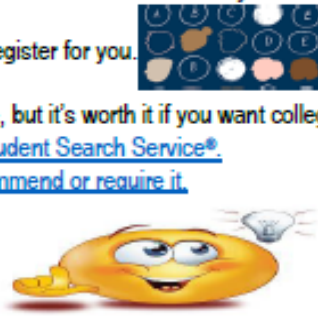 egister for you.
, but it's worth it if you want colleg
udent Search Service®.
mmend or require it.